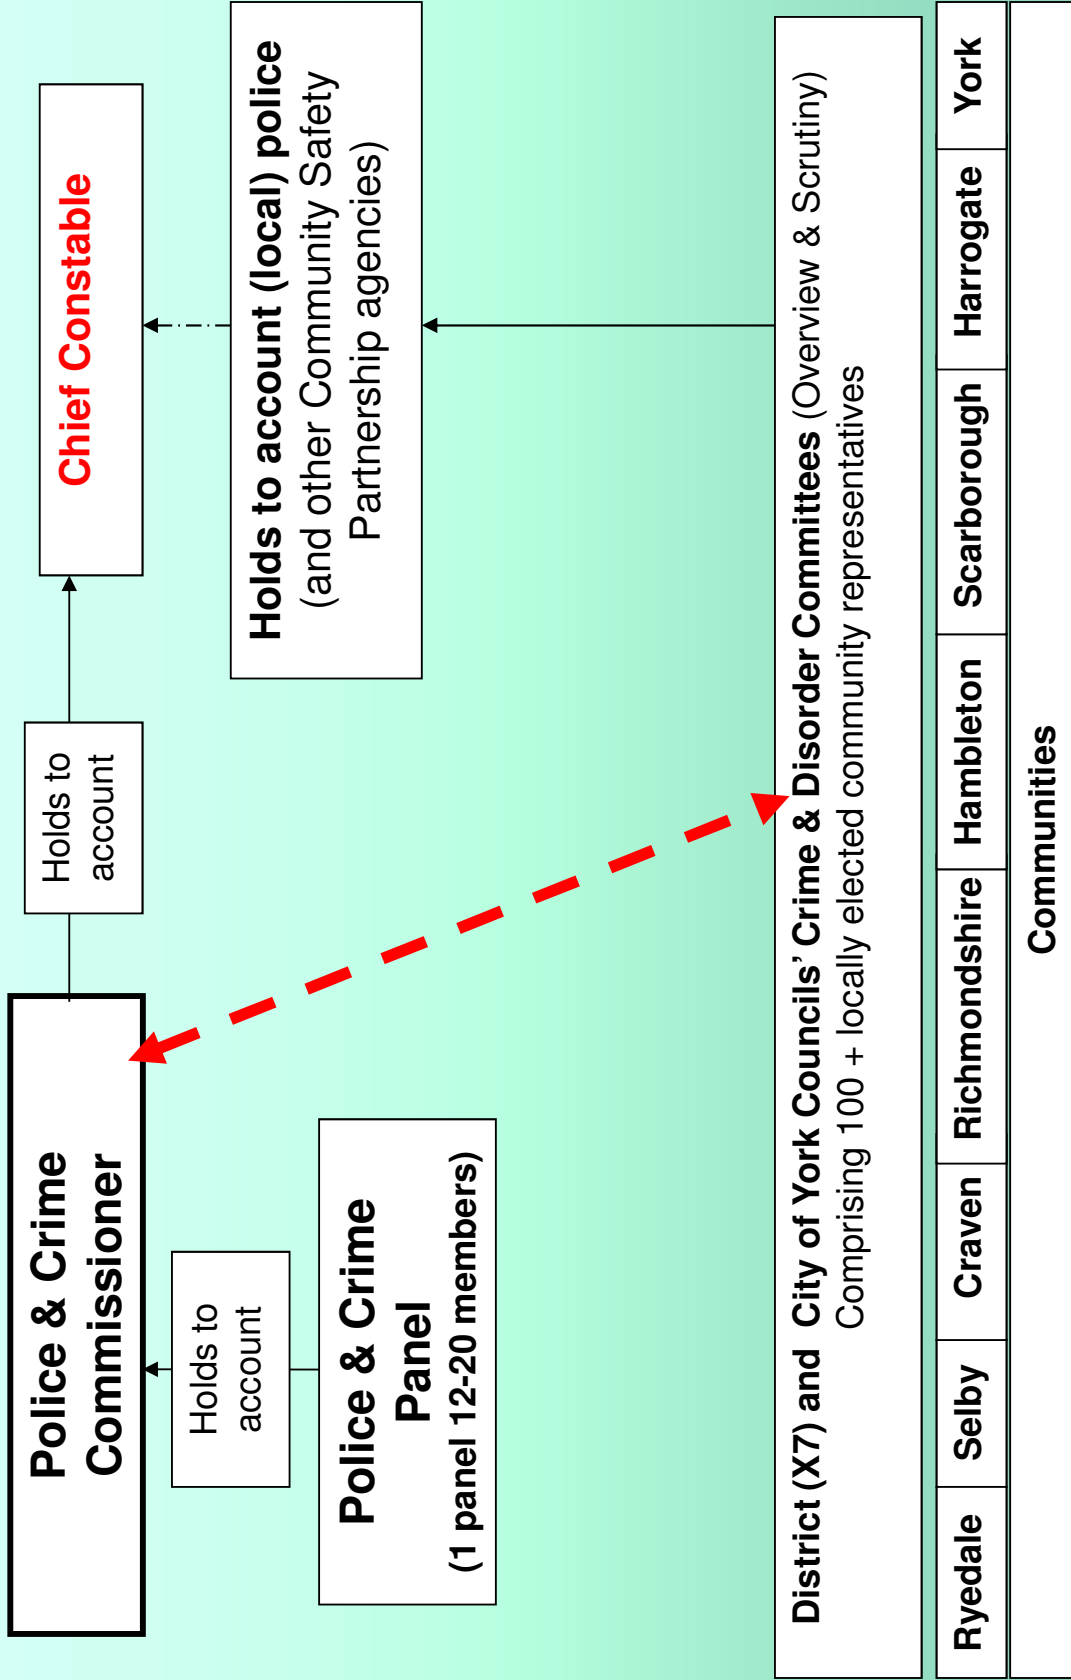 Police & Crime
Commissioner
Holds to
account
Chief Constable
Holds to
account
Holds to account (local) police
(and other Community Safety
Partnership agencies)
Police & Crime
Panel
(1 panel 12-20 members)
District (X7) and City of York Councils’ Crime & Disorder Committees (Overview & Scrutiny)
Comprising 100 + locally elected community representatives
Ryedale
Selby
Craven
Richmondshire
Hambleton
Scarborough
Harrogate
York
Communities